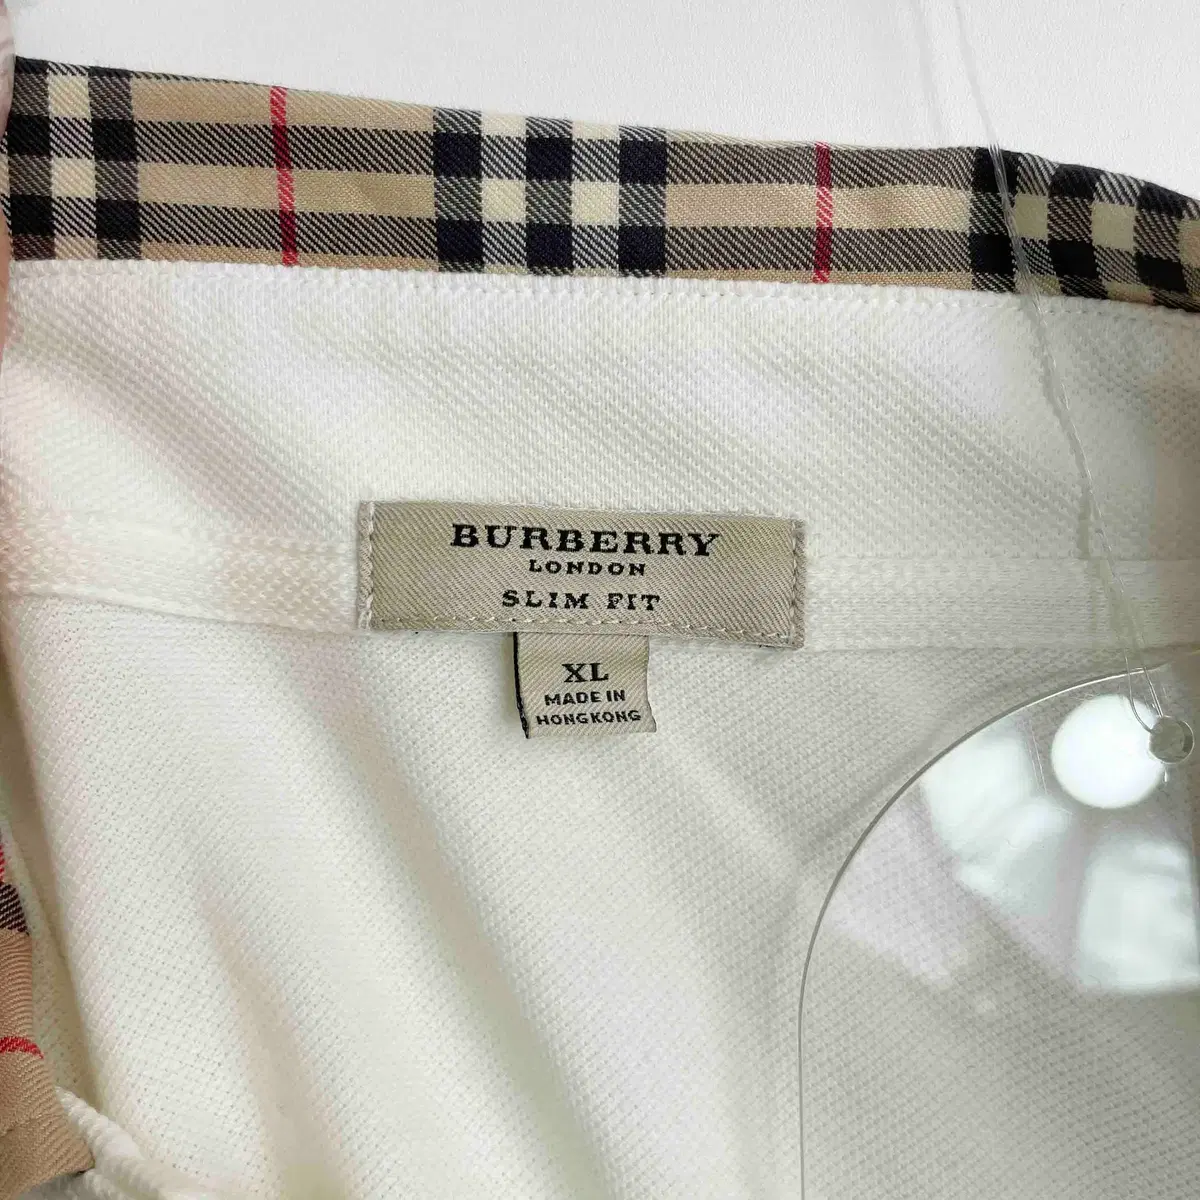 BURBERRY
LONDON
SLIM FIT
XL
MADE IN
HONGKONG